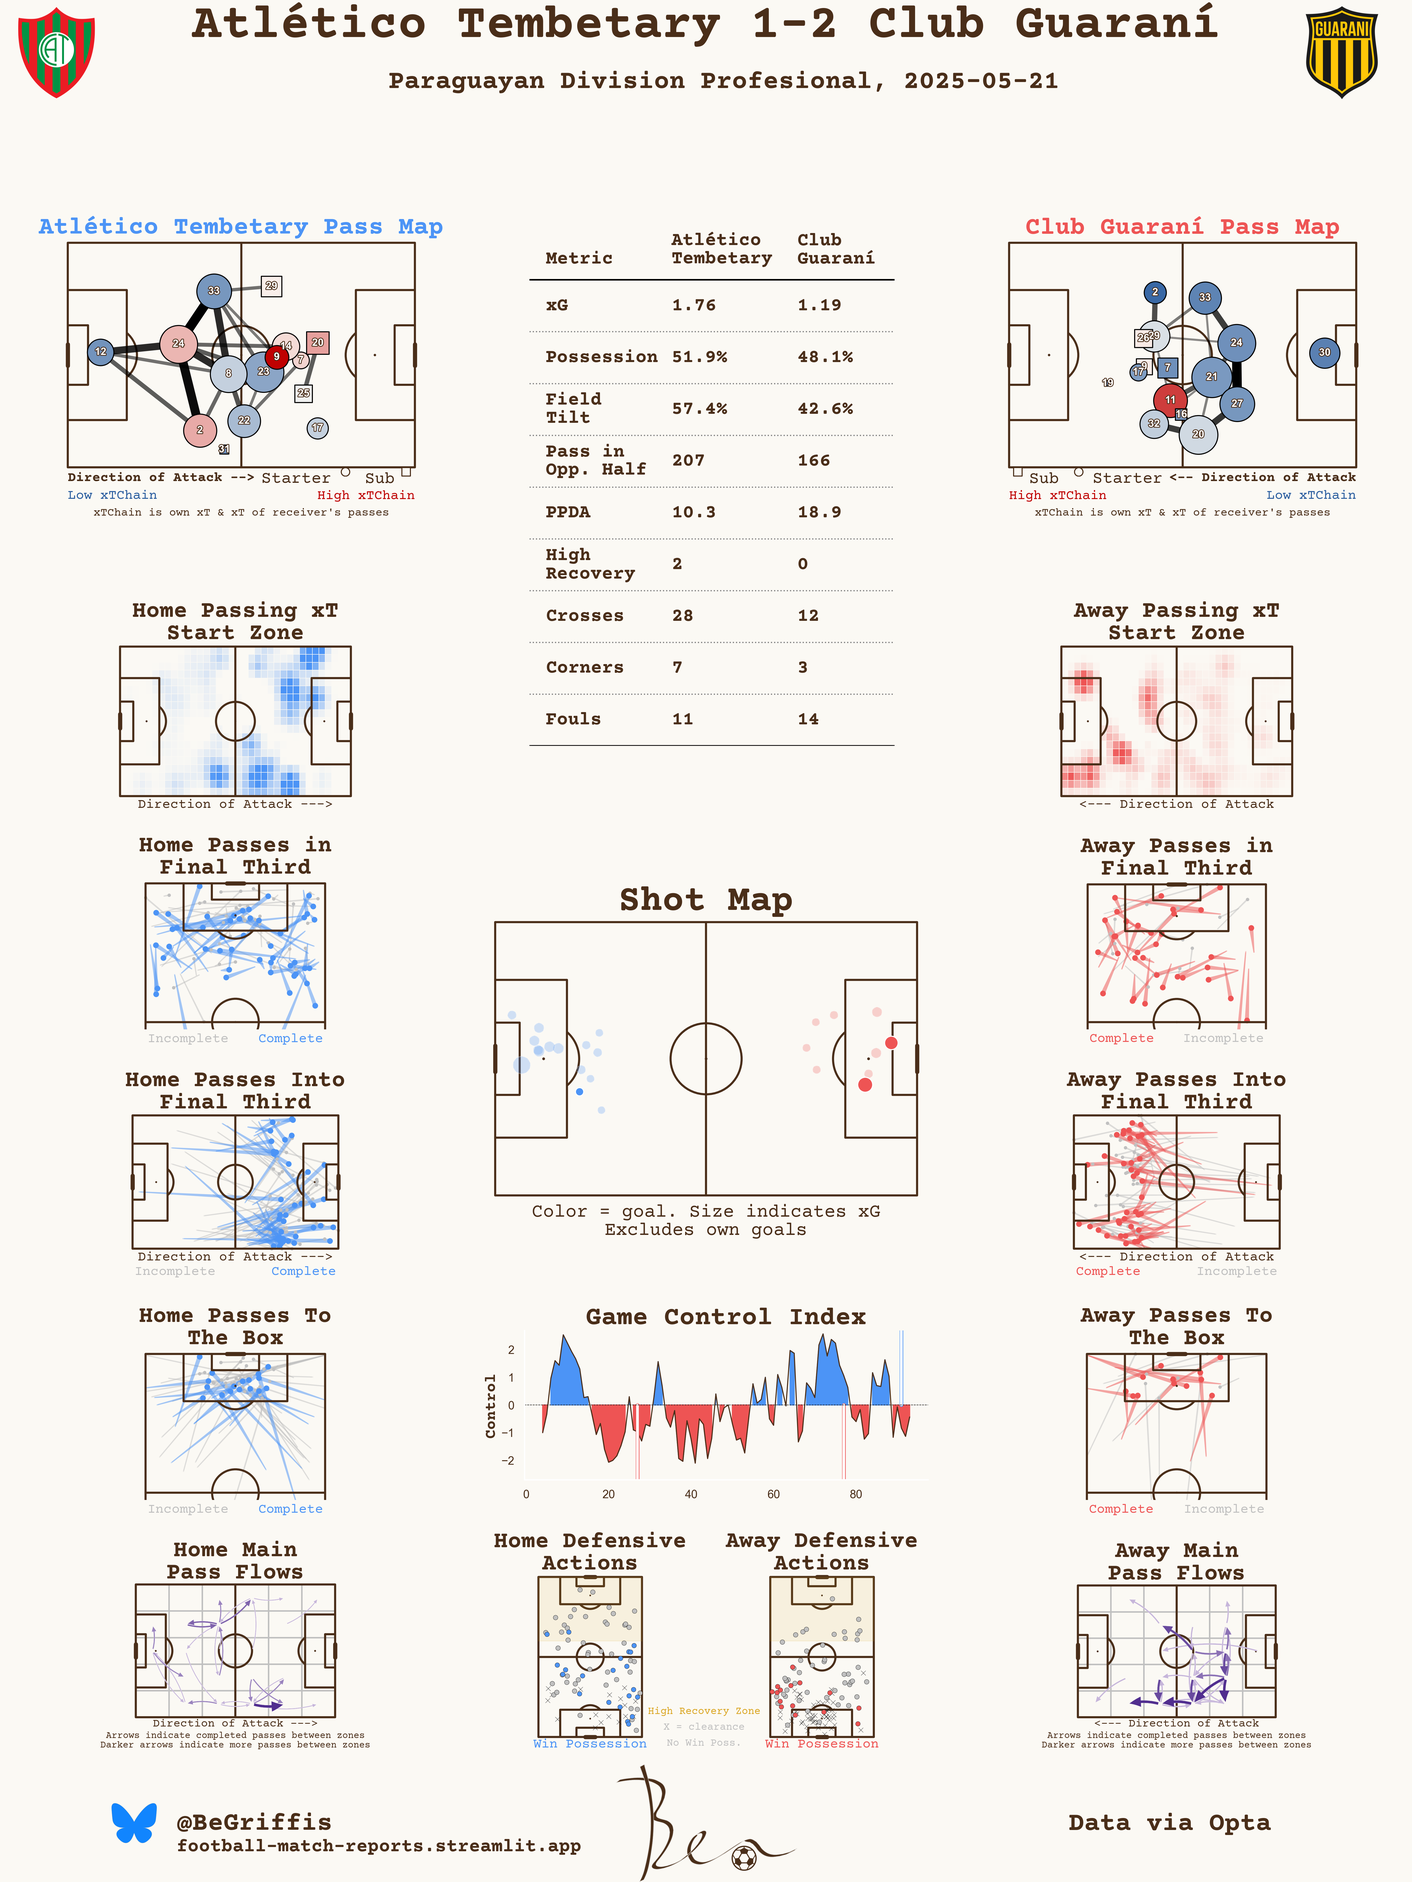 Atlético Tembetary 1-2 Club Guaraní
Paraguayan Division Profesional, 2025-05-21
CAT
GUARANI
Atlético Tembetary Pass Map
33
29
24
12
14
20
9
7
8
23
25
22
2
17
31
Direction of Attack --> Starter Sub
Low xTChain High xTChain
xTChain is own xT & xT of receiver's passes
Metric Atlético Tembetary Club Guaraní
xG 1.76 1.19
Possession 51.9% 48.1%
Field Tilt 57.4% 42.6%
Pass in Opp. Half 207 166
PPDA 10.3 18.9
High Recovery 2 0
Crosses 28 12
Corners 7 3
Fouls 11 14
Club Guaraní Pass Map
2
33
26
29
24
30
9
17
7
21
19
11
27
16
32
20
Sub Starter <-- Direction of Attack
High xTChain Low xTChain
xTChain is own xT & xT of receiver's passes
Home Passing xT
Start Zone
Direction of Attack --->
Away Passing xT
Start Zone
<--- Direction of Attack
Home Passes in
Final Third
Incomplete Complete
Away Passes in
Final Third
Complete Incomplete
Shot Map
Color = goal. Size indicates xG
Excludes own goals
Home Passes Into
Final Third
Direction of Attack --->
Incomplete Complete
Away Passes Into
Final Third
<--- Direction of Attack
Complete Incomplete
Home Passes To
The Box
Incomplete Complete
Game Control Index
Control
2
1
0
−1
−2
0 20 40 60 80
Away Passes To
The Box
Complete Incomplete
Home Main
Pass Flows
Direction of Attack --->
Arrows indicate completed passes between zones
Darker arrows indicate more passes between zones
Home Defensive
Actions
Win Possession
Away Defensive
Actions
Win Possession
High Recovery Zone
X = clearance
No Win Poss.
Away Main
Pass Flows
<--- Direction of Attack
Arrows indicate completed passes between zones
Darker arrows indicate more passes between zones
@BeGriffis
football-match-reports.streamlit.app
Ben
Data via Opta